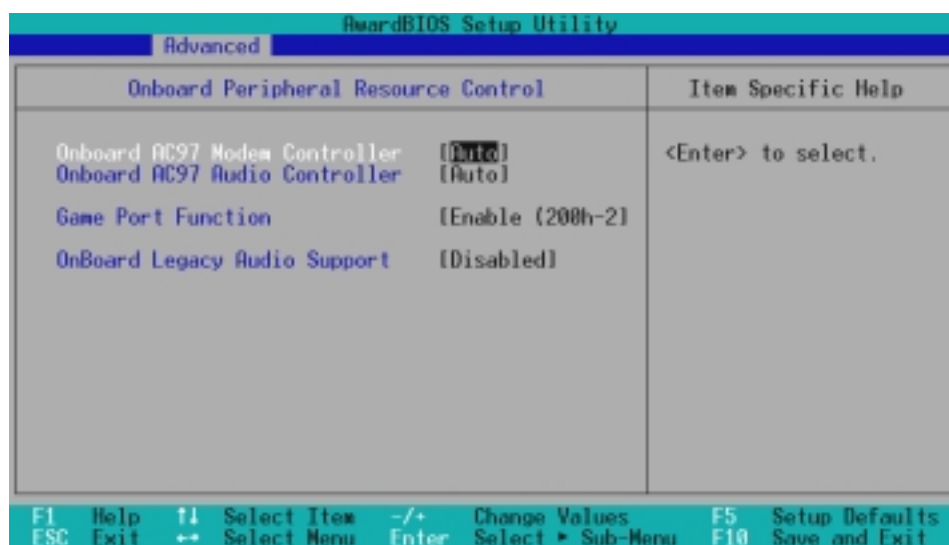 AwardBIOS Setup Utility
Advanced
Onboard Peripheral Resource Control
Item Specific Help
Onboard AC97 Modem Controller [Auto]
Onboard AC97 Audio Controller [Auto]
Game Port Function [Enable (200h-2]
OnBoard Legacy Audio Support [Disabled]
<Enter> to select.
F1 Help ↑↓ Select Item -/+ Change Values F5 Setup Defaults
ESC Exit ←→ Select Menu Enter Select ► Sub-Menu F10 Save and Exit